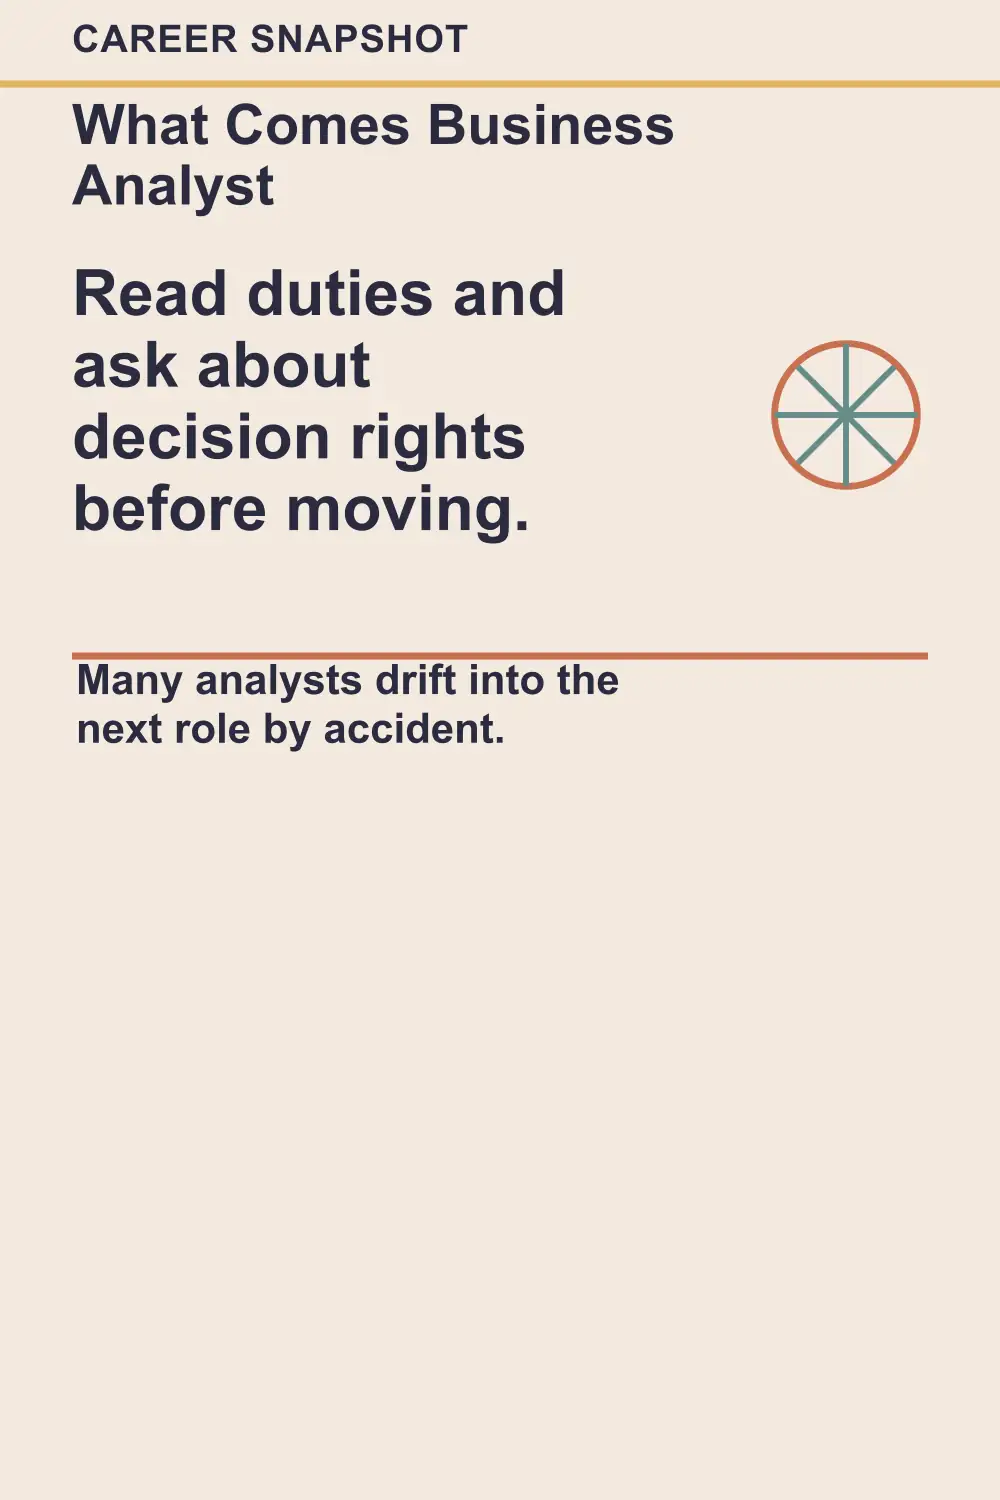 CAREER SNAPSHOT
What Comes Business
Analyst
Read duties and
ask about
decision rights
before moving.
Many analysts drift into the
next role by accident.